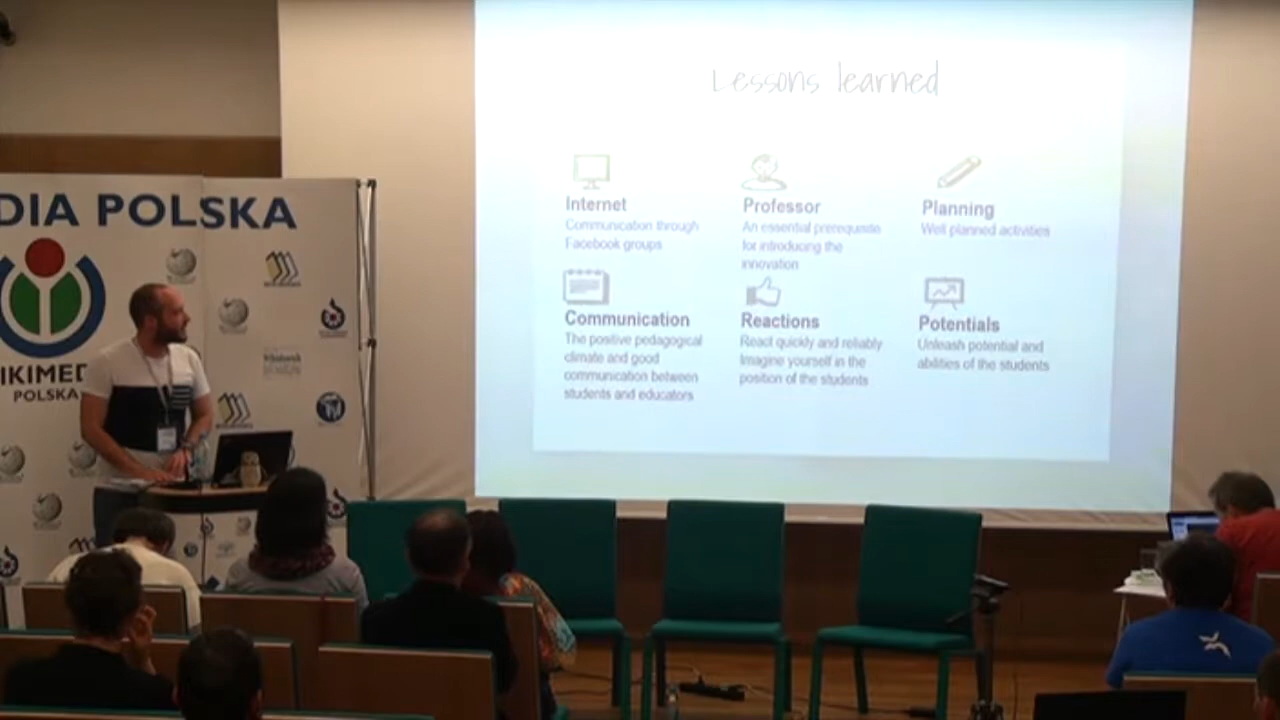 Lessons learned
Internet
Communication through
Facebook groups
Professor
An essential prerequisite
for introducing the
innovation
Planning
Well planned activities
Communication
The positive pedagogical
climate and good
communication between
students and educators
Reactions
React quickly and reliably
Imagine yourself in the
position of the students
Potentials
Unleash potential and
abilities of the students
DIA POLSKA
IKIMED
POLSKA